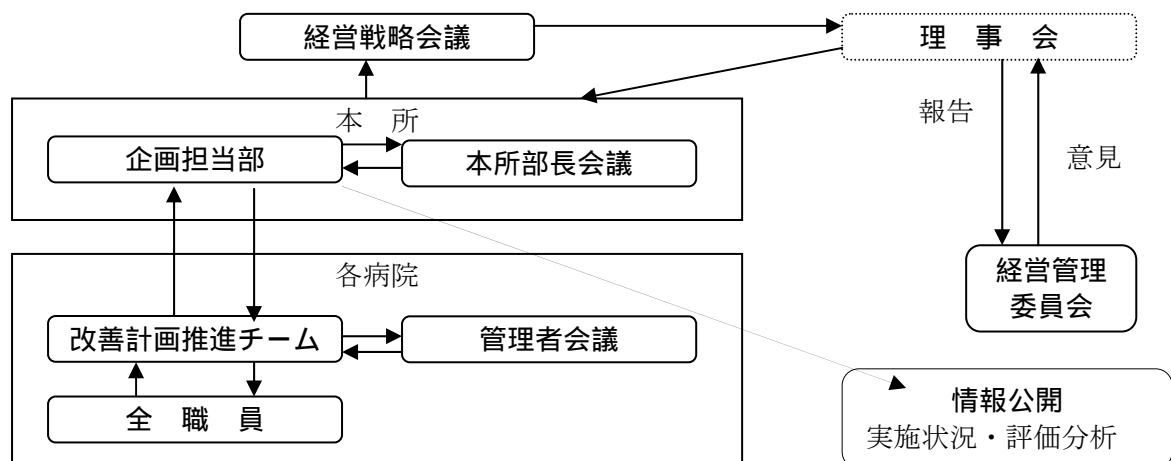 経営戦略会議
理 事 会
本 所
報告
企画担当部
本所部長会議
意見
各病院
経営管理
委員会
改善計画推進チーム
管理者会議
全 職 員
情報公開
実施状況・評価分析